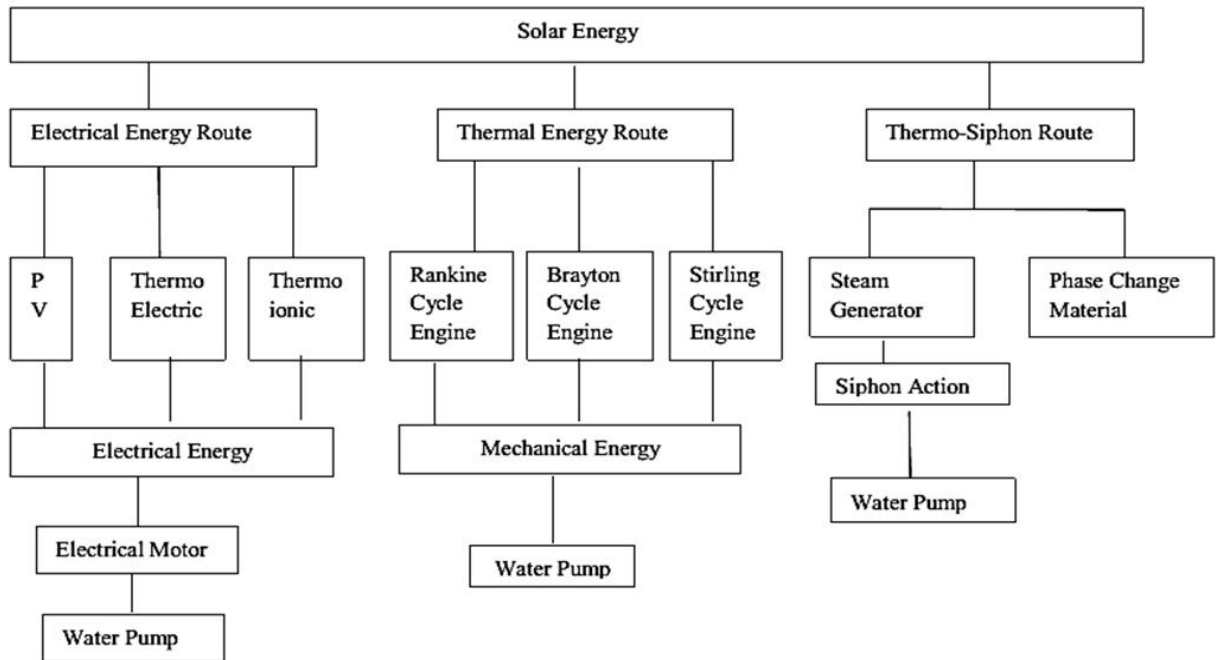 Solar Energy
Electrical Energy Route
Thermal Energy Route
Thermo-Siphon Route
P
V
Thermo
Electric
Thermo
ionic
Rankine
Cycle
Engine
Brayton
Cycle
Engine
Stirling
Cycle
Engine
Steam
Generator
Phase Change
Material
Siphon Action
Electrical Energy
Mechanical Energy
Water Pump
Electrical Motor
Water Pump
Water Pump